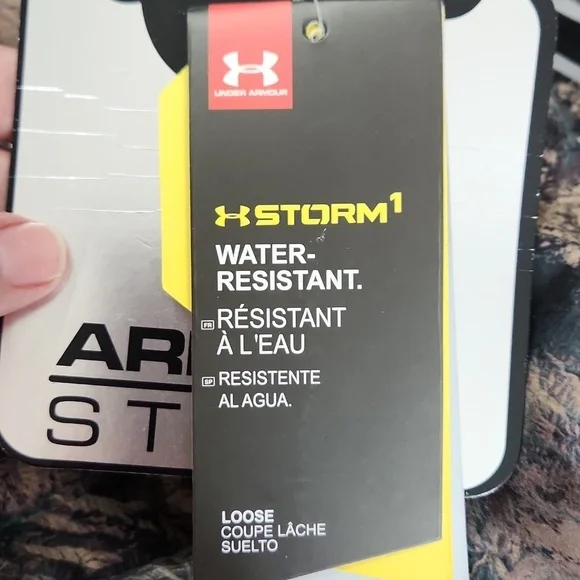 UNDER ARMOUR
STORM1
WATER-
RESISTANT.
FR RÉSISTANT
À L'EAU
SP RESISTENTE
AL AGUA.
LOOSE
COUPE LÂCHE
SUELTO